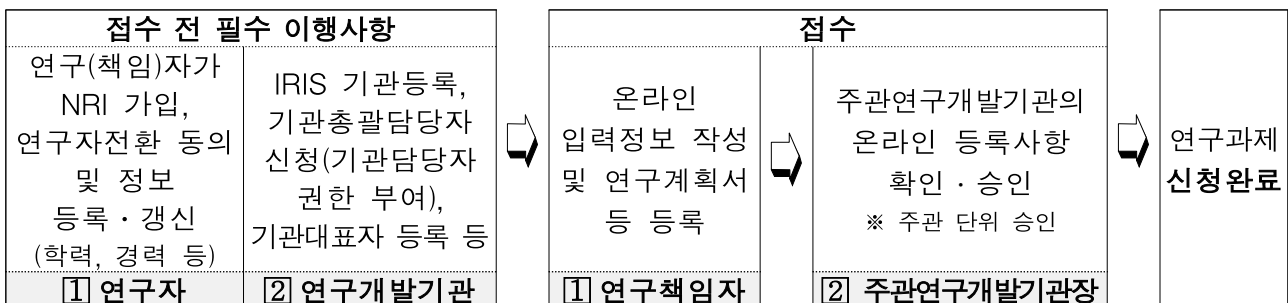 접수 전 필수 이행사항
연구(책임)자가
NRI 가입,
연구자전환 동의
및 정보
등록·갱신
(학력, 경력 등)
1 연구자
IRIS 기관등록,
기관총괄담당자
신청(기관담당자
권한 부여),
기관대표자 등록 등
2 연구개발기관
접수
온라인
입력정보 작성
및 연구계획서
등 등록
1 연구책임자
주관연구개발기관의
온라인 등록사항
확인·승인
※ 주관 단위 승인
2 주관연구개발기관장
연구과제
신청완료